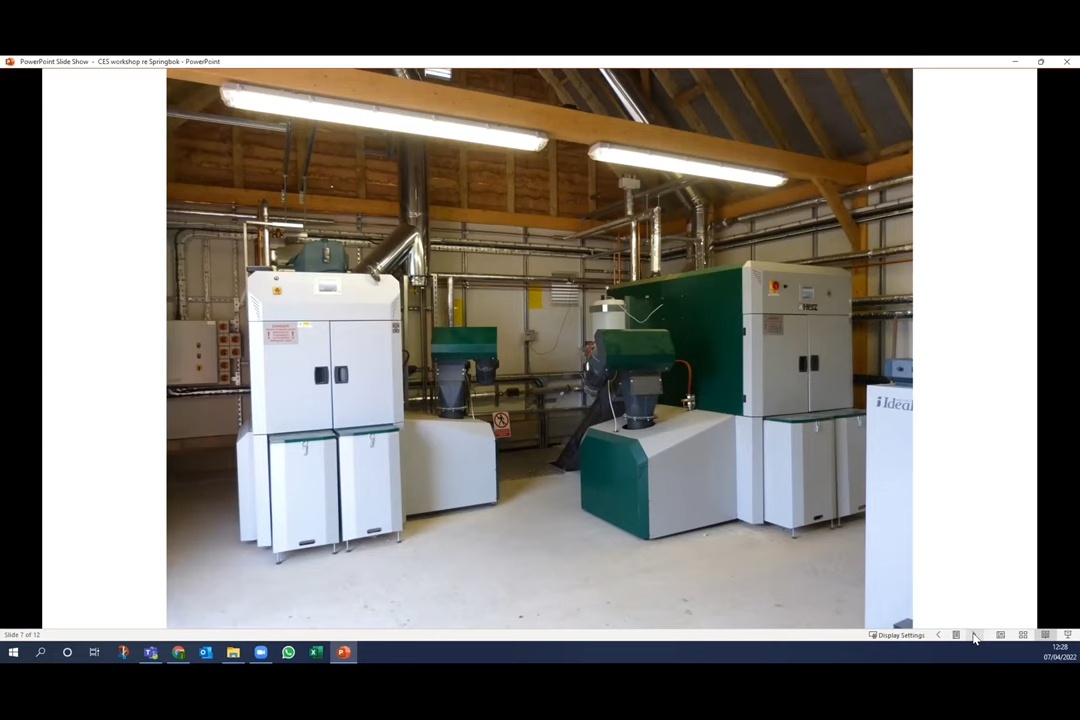 PowerPoint Slide Show - CES workshop re Springbok - PowerPoint
HERZ
i Ideal
Slide 7 of 12
Display Settings
12:28
07/04/2022